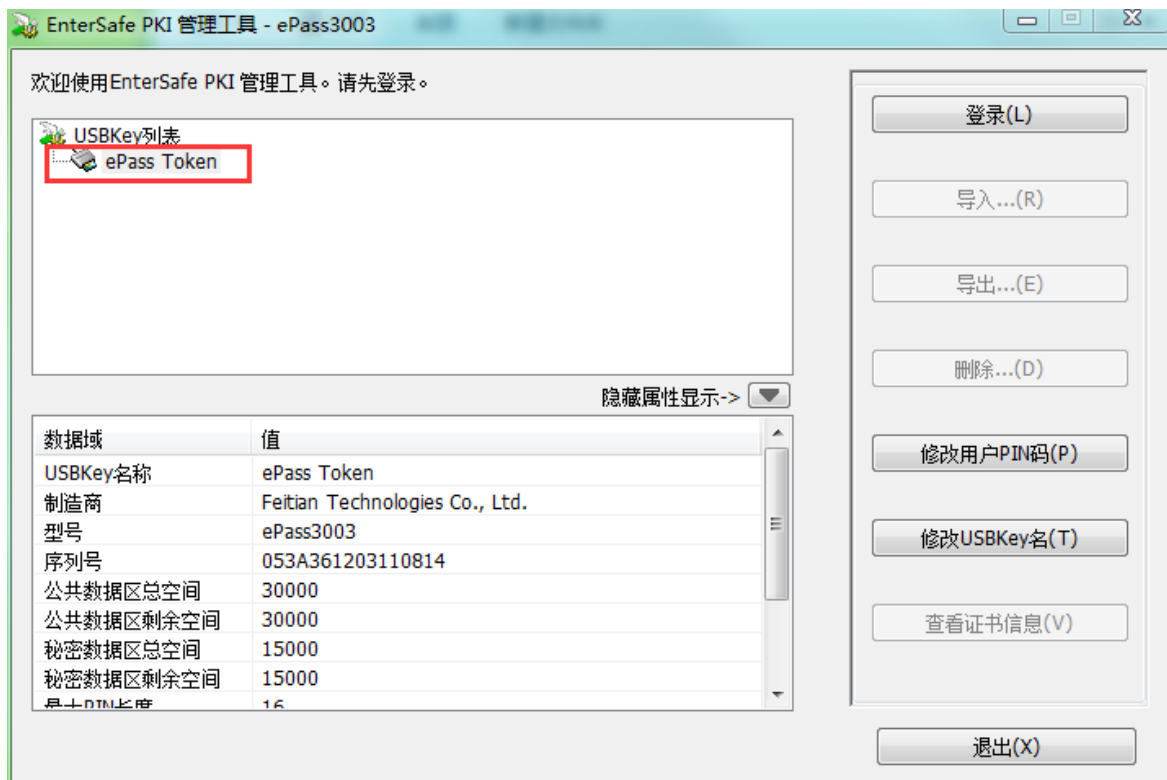 EnterSafe PKI 管理工具 - ePass3003
欢迎使用EnterSafe PKI 管理工具。请先登录。
USBKey列表
ePass Token
隐藏属性显示->
数据域 值
USBKey名称 ePass Token
制造商 Feitian Technologies Co., Ltd.
型号 ePass3003
序列号 053A361203110814
公共数据区总空间 30000
公共数据区剩余空间 30000
秘密数据区总空间 15000
秘密数据区剩余空间 15000
最大PIN长度 16
登录(L)
导入...(R)
导出...(E)
删除...(D)
修改用户PIN码(P)
修改USBKey名(T)
查看证书信息(V)
退出(X)